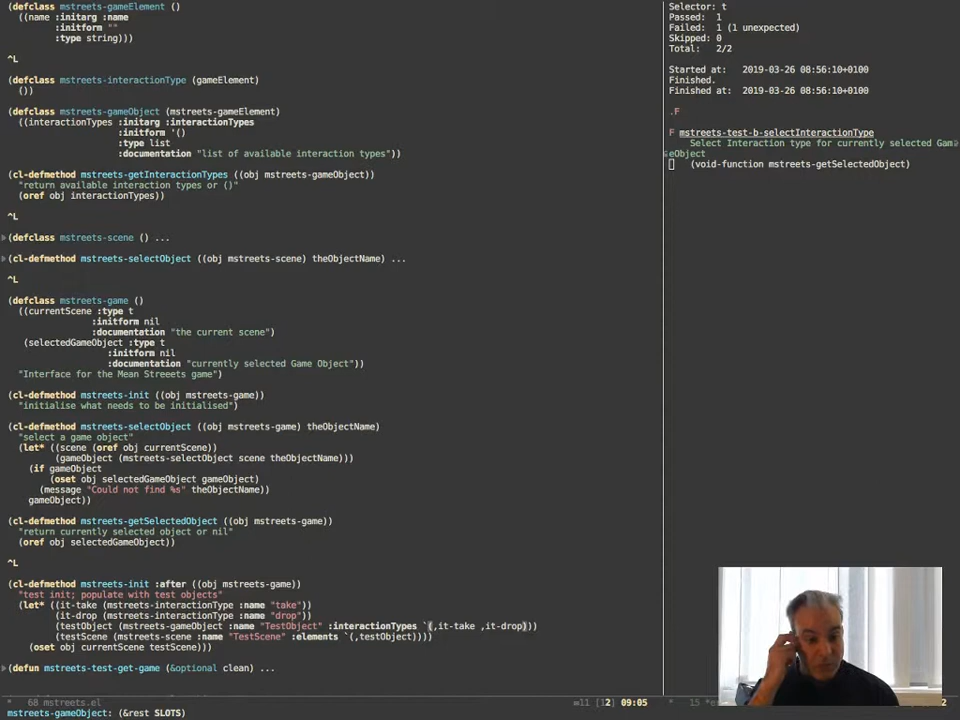 (defclass mstreets-gameElement ()
((name :initarg :name
:initform ""
:type string)))
^L
(defclass mstreets-interactionType (gameElement)
())
(defclass mstreets-gameObject (mstreets-gameElement)
((interactionTypes :initarg :interactionTypes
:initform '()
:type list
:documentation "list of available interaction types"))
(cl-defmethod mstreets-getInteractionTypes ((obj mstreets-gameObject))
"return available interaction types or ()"
(oref obj interactionTypes))
^L
(defclass mstreets-scene () ...
(cl-defmethod mstreets-selectObject ((obj mstreets-scene) theObjectName) ...
^L
(defclass mstreets-game ()
((currentScene :type t
:initform nil
:documentation "the current scene")
(selectedGameObject :type t
:initform nil
:documentation "currently selected Game Object"))
"Interface for the Mean Streeets game")
(cl-defmethod mstreets-init ((obj mstreets-game))
"initialise what needs to be initialised")
(cl-defmethod mstreets-selectObject ((obj mstreets-game) theObjectName)
"select a game object"
(let* ((scene (oref obj currentScene))
(gameObject (mstreets-selectObject scene theObjectName)))
(if gameObject
(oset obj selectedGameObject gameObject)
(message "Could not find %s" theObjectName))
gameObject))
(cl-defmethod mstreets-getSelectedObject ((obj mstreets-game))
"return currently selected object or nil"
(oref obj selectedGameObject))
^L
(cl-defmethod mstreets-init :after ((obj mstreets-game))
"test init; populate with test objects"
(let* ((it-take (mstreets-interactionType :name "take"))
(it-drop (mstreets-interactionType :name "drop"))
(testObject (mstreets-gameObject :name "TestObject" :interactionTypes `(,it-take ,it-drop)))
(testScene (mstreets-scene :name "TestScene" :elements `(,testObject))))
(oset obj currentScene testScene)))
(defun mstreets-test-get-game (&optional clean) ...
* 68 mstreets.el
=11 [12] 09:05
mstreets-gameObject: (&rest SLOTS)
Selector: t
Passed: 1
Failed: 1 (1 unexpected)
Skipped: 0
Total: 2/2
Started at: 2019-03-26 08:56:10+0100
Finished.
Finished at: 2019-03-26 08:56:10+0100
.F
F mstreets-test-b-selectInteractionType
Select Interaction type for currently selected Gam
eObject
(void-function mstreets-getSelectedObject)